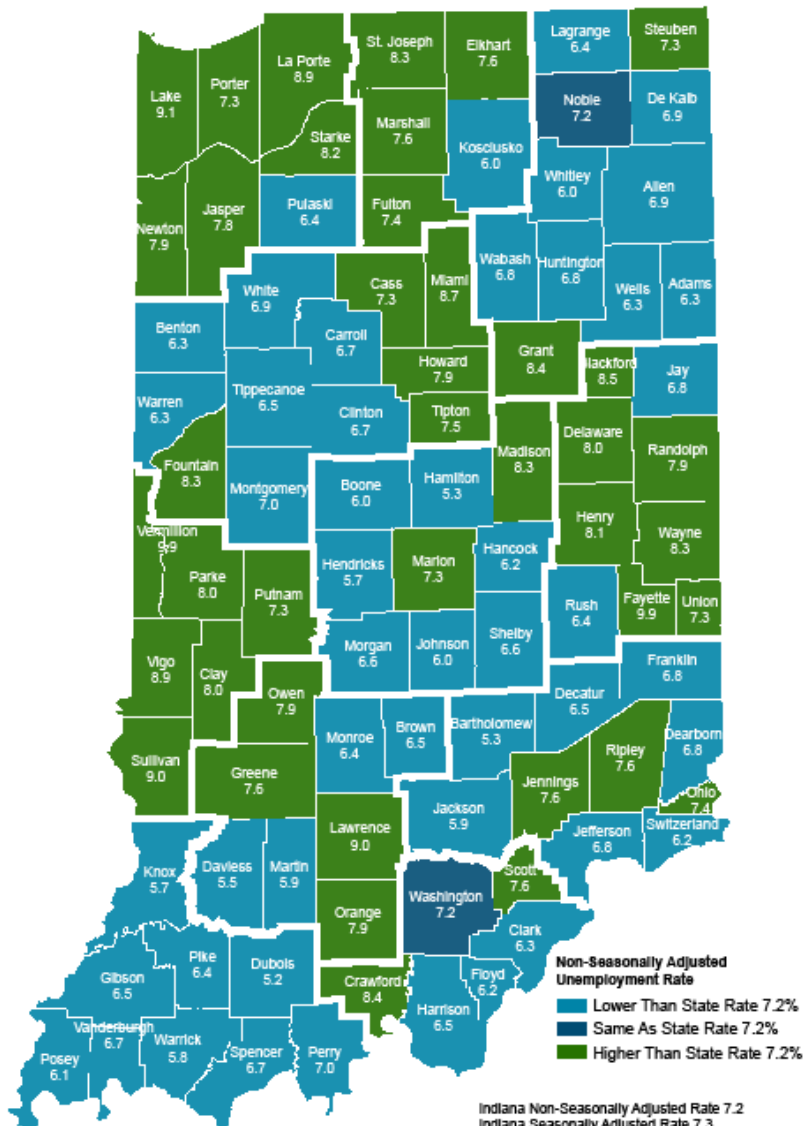 Lake
9.1
Porter
7.3
La Porte
8.9
St. Joseph
8.3
Elkhart
7.6
Lagrange
6.4
Steuben
7.3
Noble
7.2
De Kalb
6.9
Starke
8.2
Marshall
7.6
Kosciusko
6.0
Whitley
6.0
Allen
6.9
Newton
7.9
Jasper
7.8
Pulaski
6.4
Fulton
7.4
Wabash
6.8
Huntington
6.8
Wells
6.3
Adams
6.3
White
6.9
Cass
7.3
Miami
8.7
Benton
6.3
Carroll
6.7
Howard
7.9
Grant
8.4
Blackford
8.5
Jay
6.8
Warren
6.3
Tippecanoe
6.5
Clinton
6.7
Tipton
7.5
Madison
8.3
Delaware
8.0
Randolph
7.9
Fountain
8.3
Montgomery
7.0
Boone
6.0
Hamilton
5.3
Henry
8.1
Wayne
8.3
Vermillion
9.9
Parke
8.0
Putnam
7.3
Hendricks
5.7
Marion
7.3
Hancock
6.2
Rush
6.4
Fayette
9.9
Union
7.3
Vigo
8.9
Clay
8.0
Morgan
6.6
Johnson
6.0
Shelby
6.6
Franklin
6.8
Owen
7.9
Decatur
6.5
Monroe
6.4
Brown
6.5
Bartholomew
5.3
Dearborn
6.8
Sullivan
9.0
Greene
7.6
Jennings
7.6
Ripley
7.6
Ohio
7.4
Jackson
5.9
Lawrence
9.0
Jefferson
6.8
Switzerland
6.2
Knox
5.7
Daviess
5.5
Martin
5.9
Scott
7.6
Washington
7.2
Orange
7.9
Clark
6.3
Gibson
6.5
Pike
6.4
Dubois
5.2
Crawford
8.4
Floyd
6.2
Harrison
6.5
Posey
6.1
Vanderburgh
6.7
Warrick
5.8
Spencer
6.7
Perry
7.0
Non-Seasonally Adjusted
Unemployment Rate
Lower Than State Rate 7.2%
Same As State Rate 7.2%
Higher Than State Rate 7.2%
Indiana Non-Seasonally Adjusted Rate 7.2
Indiana Seasonally Adjusted Rate 7.3